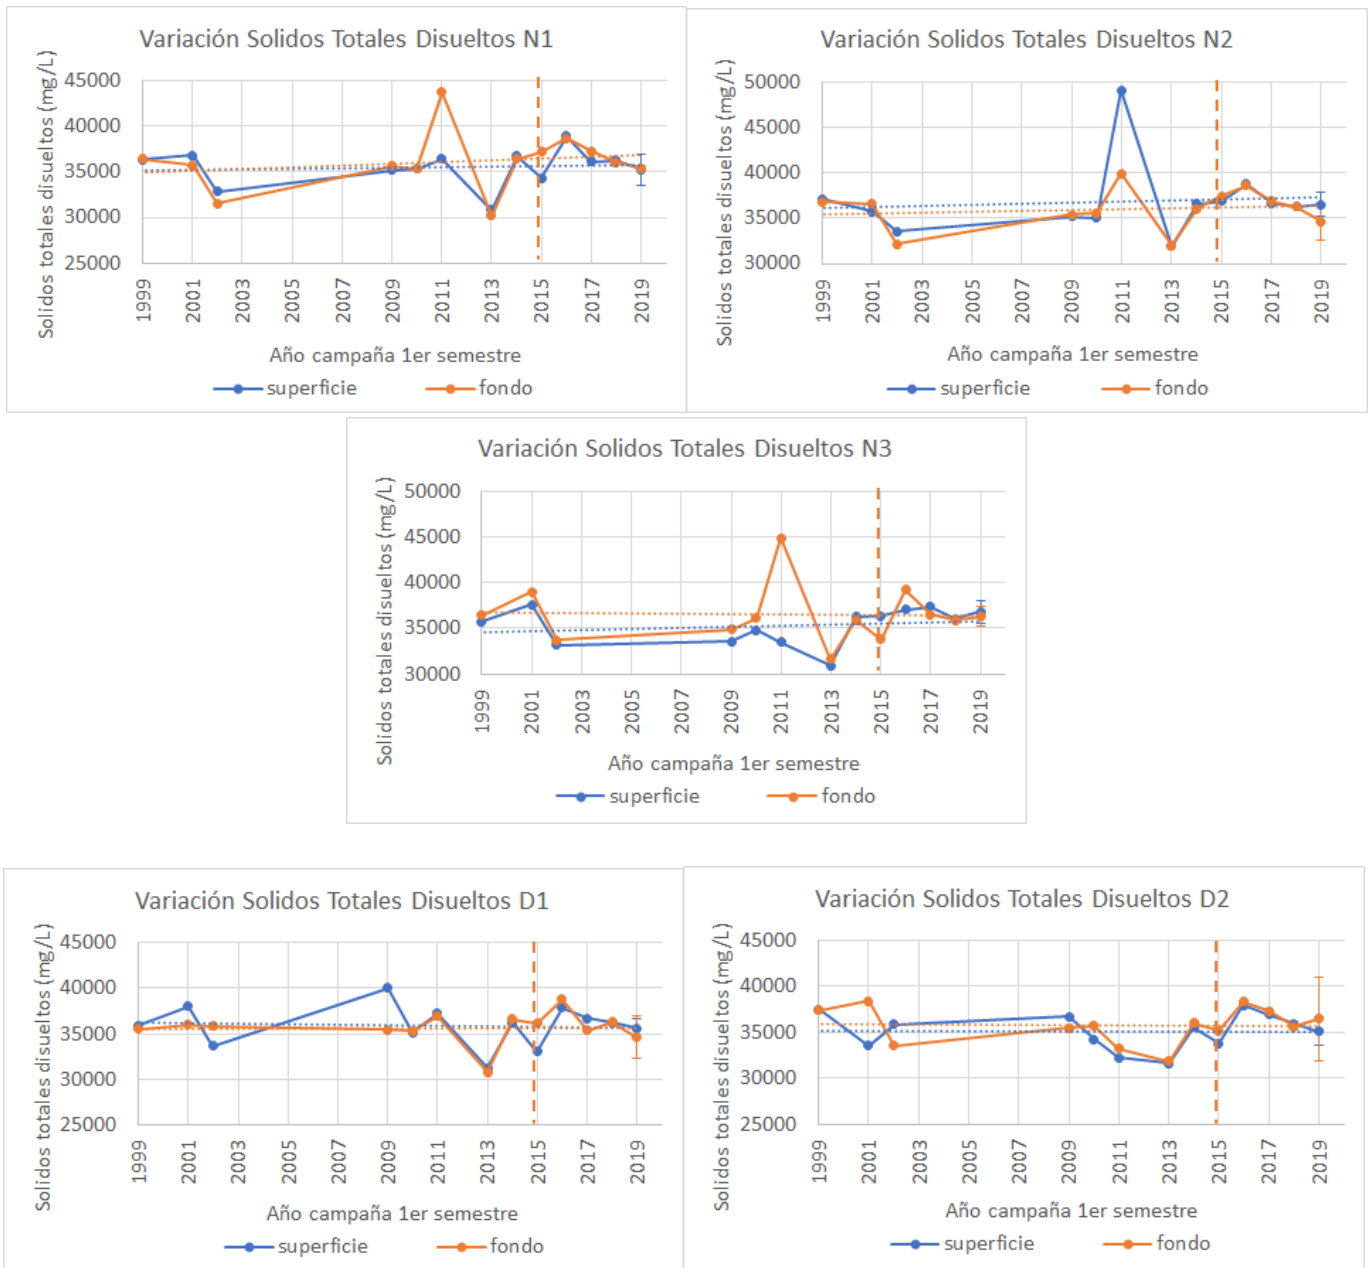 Variación Solidos Totales Disueltos N1
Solidos totales disueltos (mg/L)
45000
40000
35000
30000
25000
1999 2001 2003 2005 2007 2009 2011 2013 2015 2017 2019
Año campaña 1er semestre
superficie fondo
Variación Solidos Totales Disueltos N2
Solidos totales disueltos (mg/L)
50000
45000
40000
35000
30000
1999 2001 2003 2005 2007 2009 2011 2013 2015 2017 2019
Año campaña 1er semestre
superficie fondo
Variación Solidos Totales Disueltos N3
Solidos totales disueltos (mg/L)
50000
45000
40000
35000
30000
1999 2001 2003 2005 2007 2009 2011 2013 2015 2017 2019
Año campaña 1er semestre
superficie fondo
Variación Solidos Totales Disueltos D1
Solidos totales disueltos (mg/L)
45000
40000
35000
30000
25000
1999 2001 2003 2005 2007 2009 2011 2013 2015 2017 2019
Año campaña 1er semestre
superficie fondo
Variación Solidos Totales Disueltos D2
Solidos totales disueltos (mg/L)
45000
40000
35000
30000
25000
1999 2001 2003 2005 2007 2009 2011 2013 2015 2017 2019
Año campaña 1er semestre
superficie fondo